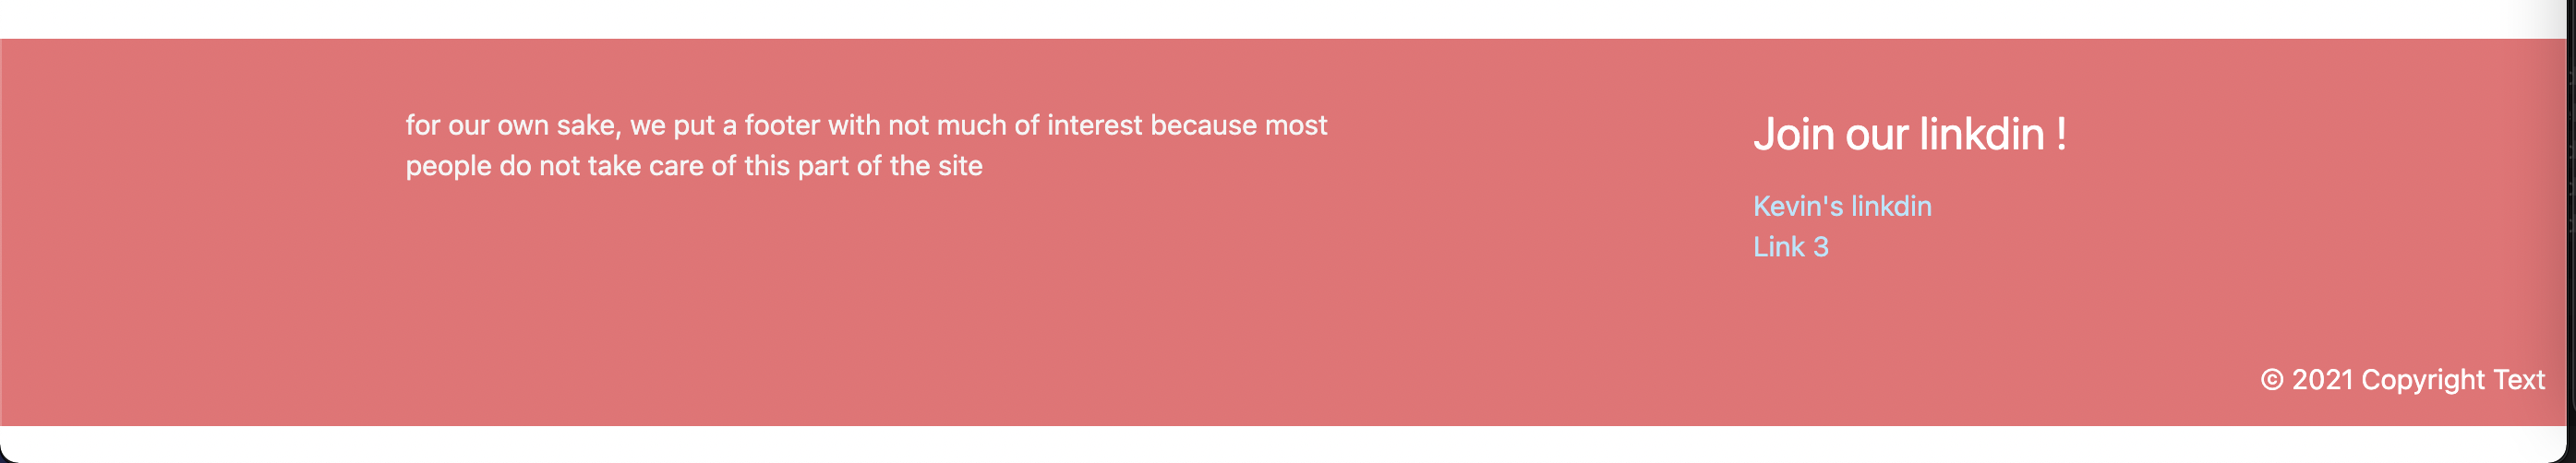 for our own sake, we put a footer with not much of interest because most
people do not take care of this part of the site
Join our linkdin !
Kevin's linkdin
Link 3
© 2021 Copyright Text